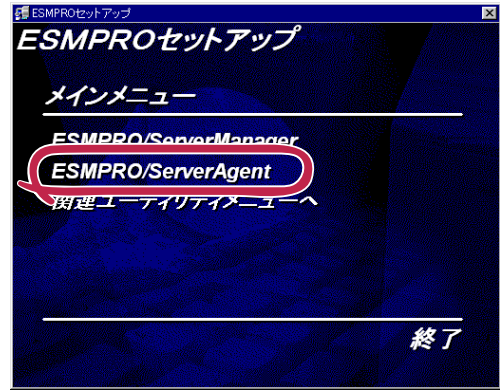 ESMPROセットアップ
ESMPROセットアップ
メインメニュー
ESMPRO/ServerManager
ESMPRO/ServerAgent
関連ユーティリティメニューへ
終了